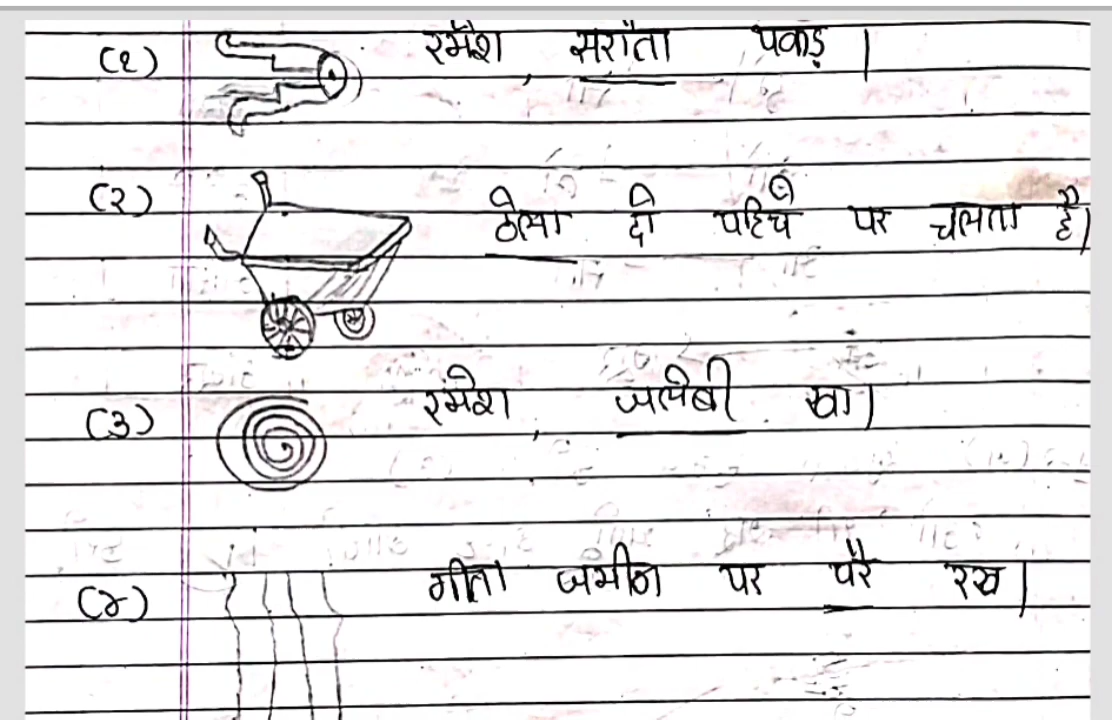 (१) रमेश, सरौता पकड़।
(२) ठेला दो पहिये पर चलता है।
(३) रमेश, जलेबी खा।
(४) गीता जमीन पर पैर रख।